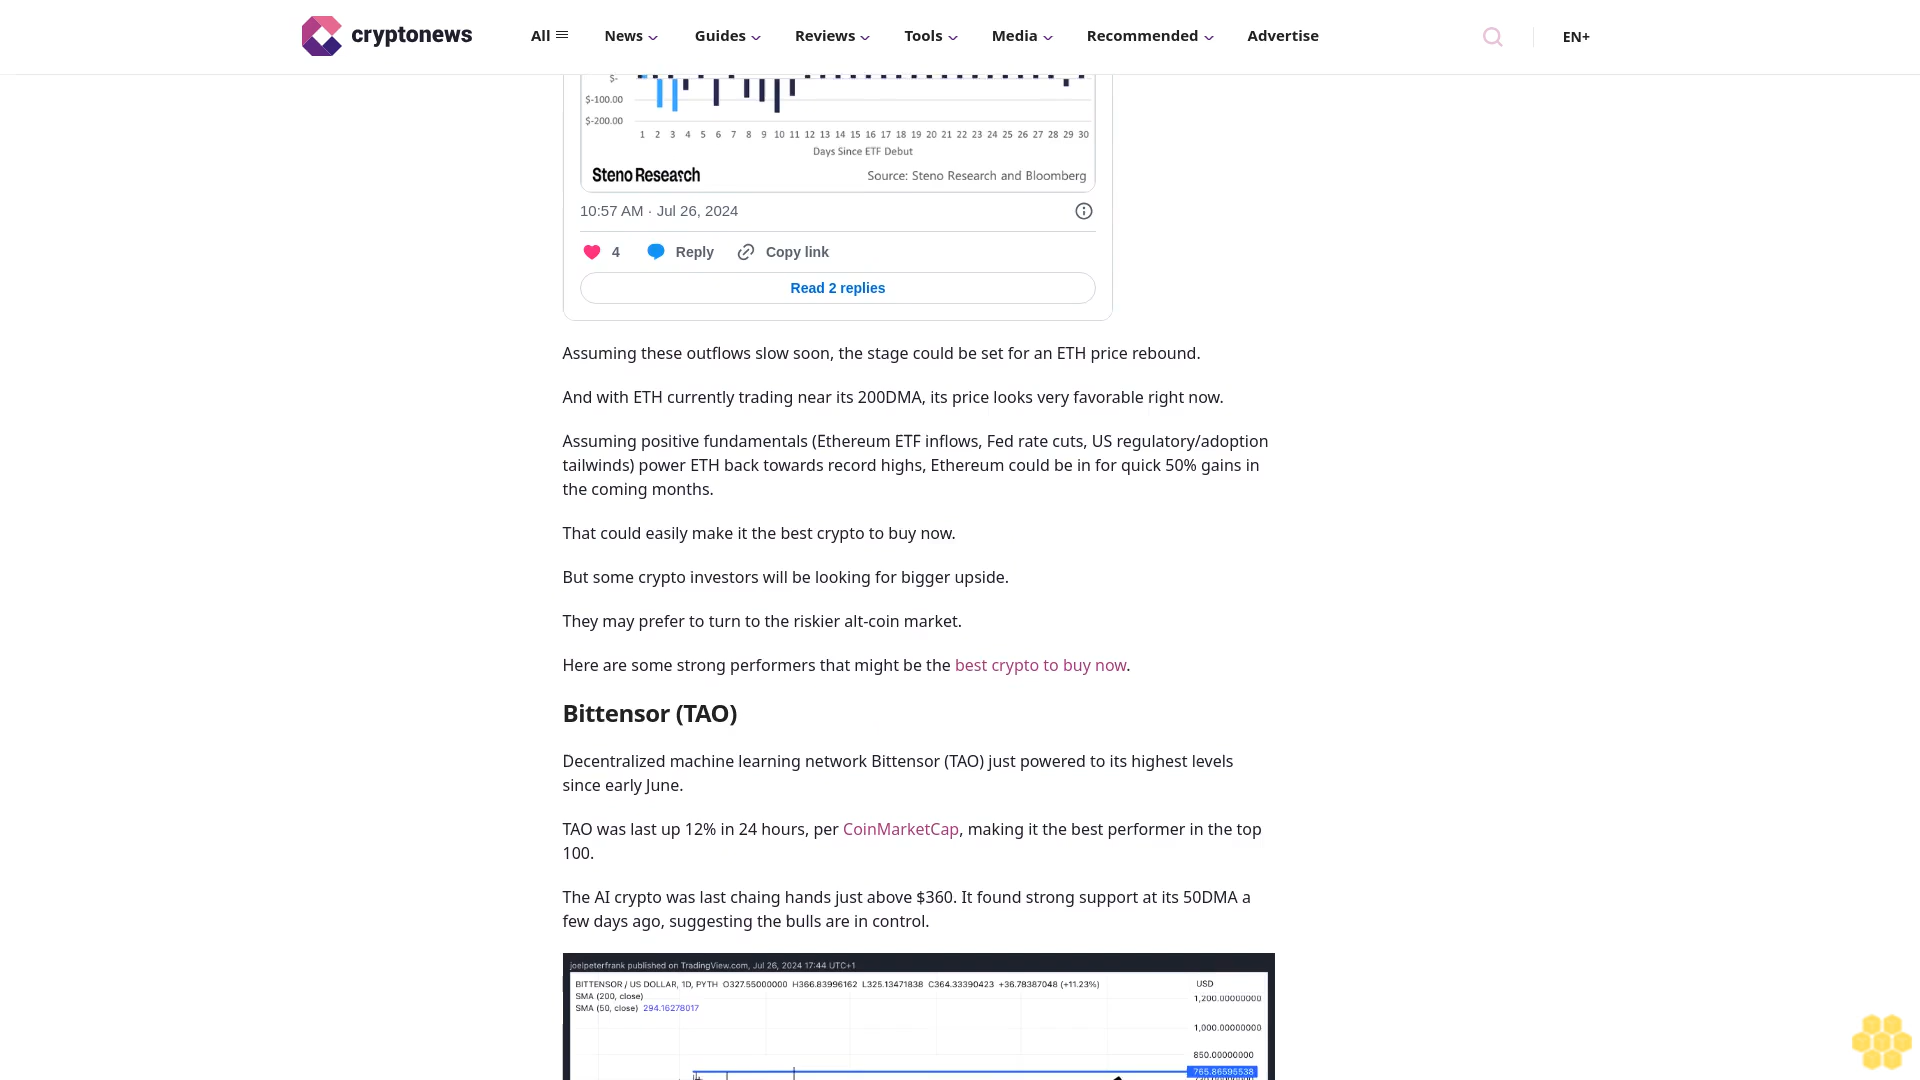 cryptonews
All News Guides Reviews Tools Media Recommended Advertise EN+
$-
$-100.00
$-200.00
1 2 3 4 5 6 7 8 9 10 11 12 13 14 15 16 17 18 19 20 21 22 23 24 25 26 27 28 29 30
Days Since ETF Debut
Steno Research Source: Steno Research and Bloomberg
10:57 AM · Jul 26, 2024
4 Reply Copy link
Read 2 replies
Assuming these outflows slow soon, the stage could be set for an ETH price rebound.
And with ETH currently trading near its 200DMA, its price looks very favorable right now.
Assuming positive fundamentals (Ethereum ETF inflows, Fed rate cuts, US regulatory/adoption
tailwinds) power ETH back towards record highs, Ethereum could be in for quick 50% gains in
the coming months.
That could easily make it the best crypto to buy now.
But some crypto investors will be looking for bigger upside.
They may prefer to turn to the riskier alt-coin market.
Here are some strong performers that might be the best crypto to buy now.
Bittensor (TAO)
Decentralized machine learning network Bittensor (TAO) just powered to its highest levels
since early June.
TAO was last up 12% in 24 hours, per CoinMarketCap, making it the best performer in the top
100.
The AI crypto was last chaing hands just above $360. It found strong support at its 50DMA a
few days ago, suggesting the bulls are in control.
joelpeterfrank published on TradingView.com, Jul 26, 2024 17:44 UTC+1
BITTENSOR / US DOLLAR, 1D, PYTH O327.55000000 H366.83996162 L325.13471838 C364.33390423 +36.78387048 (+11.23%)
USD
SMA (200, close)
1,200.00000000
SMA (50, close) 294.16278017
1,000.00000000
850.00000000
765.86595538